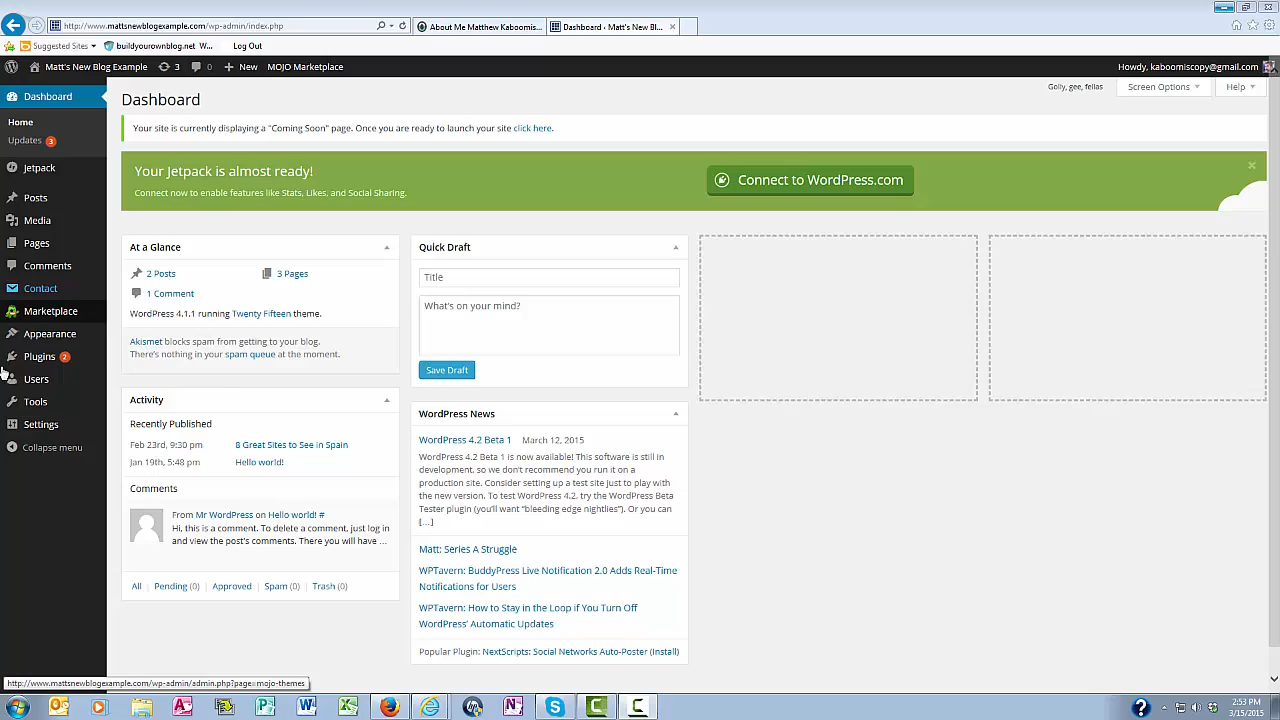 http://www.mattsnewblogexample.com/wp-admin/index.php
About Me Matthew Kaboomis...
Dashboard ‹ Matt's New Bl...
Suggested Sites
buildyourownblog.net W...
Log Out
Matt's New Blog Example
3
0
New
MOJO Marketplace
Howdy, kaboomiscopy@gmail.com
Dashboard
Home
Updates 3
Jetpack
Posts
Media
Pages
Comments
Contact
Marketplace
Appearance
Plugins 2
Users
Tools
Settings
Collapse menu
Golly, gee, fellas
Screen Options
Help
Dashboard
Your site is currently displaying a "Coming Soon" page. Once you are ready to launch your site click here.
Your Jetpack is almost ready!
Connect now to enable features like Stats, Likes, and Social Sharing.
Connect to WordPress.com
At a Glance
2 Posts
3 Pages
1 Comment
WordPress 4.1.1 running Twenty Fifteen theme.
Akismet blocks spam from getting to your blog.
There's nothing in your spam queue at the moment.
Activity
Recently Published
Feb 23rd, 9:30 pm 8 Great Sites to See in Spain
Jan 19th, 5:48 pm Hello world!
Comments
From Mr WordPress on Hello world! #
Hi, this is a comment. To delete a comment, just log in
and view the post's comments. There you will have ...
All | Pending (0) | Approved | Spam (0) | Trash (0)
Quick Draft
Title
What's on your mind?
Save Draft
WordPress News
WordPress 4.2 Beta 1 March 12, 2015
WordPress 4.2 Beta 1 is now available! This software is still in
development, so we don't recommend you run it on a
production site. Consider setting up a test site just to play with
the new version. To test WordPress 4.2, try the WordPress Beta
Tester plugin (you'll want "bleeding edge nightlies"). Or you can
[...]
Matt: Series A Struggle
WPTavern: BuddyPress Live Notification 2.0 Adds Real-Time
Notifications for Users
WPTavern: How to Stay in the Loop if You Turn Off
WordPress' Automatic Updates
Popular Plugin: NextScripts: Social Networks Auto-Poster (Install)
http://www.mattsnewblogexample.com/wp-admin/admin.php?page=mojo-themes
2:53 PM
3/15/2015